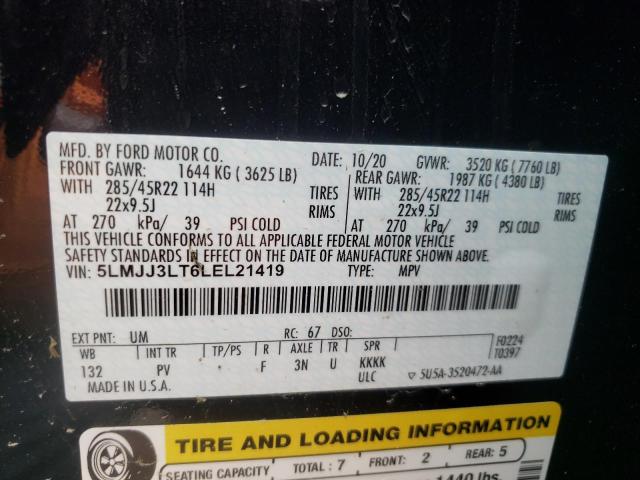 MFD. BY FORD MOTOR CO. DATE: 10/20 GVWR: 3520 KG ( 7760 LB)
FRONT GAWR: 1644 KG ( 3625 LB) REAR GAWR: 1987 KG ( 4380 LB)
WITH 285/45R22 114H TIRES WITH 285/45R22 114H TIRES
22x9.5J RIMS 22x9.5J RIMS
AT 270 kPa/ 39 PSI COLD AT 270 kPa/ 39 PSI COLD
THIS VEHICLE CONFORMS TO ALL APPLICABLE FEDERAL MOTOR VEHICLE
SAFETY STANDARDS IN EFFECT ON THE DATE OF MANUFACTURE SHOWN ABOVE.
VIN: 5LMJJ3LT6LEL21419 TYPE: MPV
EXT PNT: UM RC: 67 DSO: F0224
WB INT TR TP/PS R AXLE TR SPR T0397
132 PV F 3N U KKKK
ULC 5U5A-3520472-AA
MADE IN U.S.A.
TIRE AND LOADING INFORMATION
SEATING CAPACITY TOTAL : 7 FRONT: 2 REAR: 5
1440 lbs.